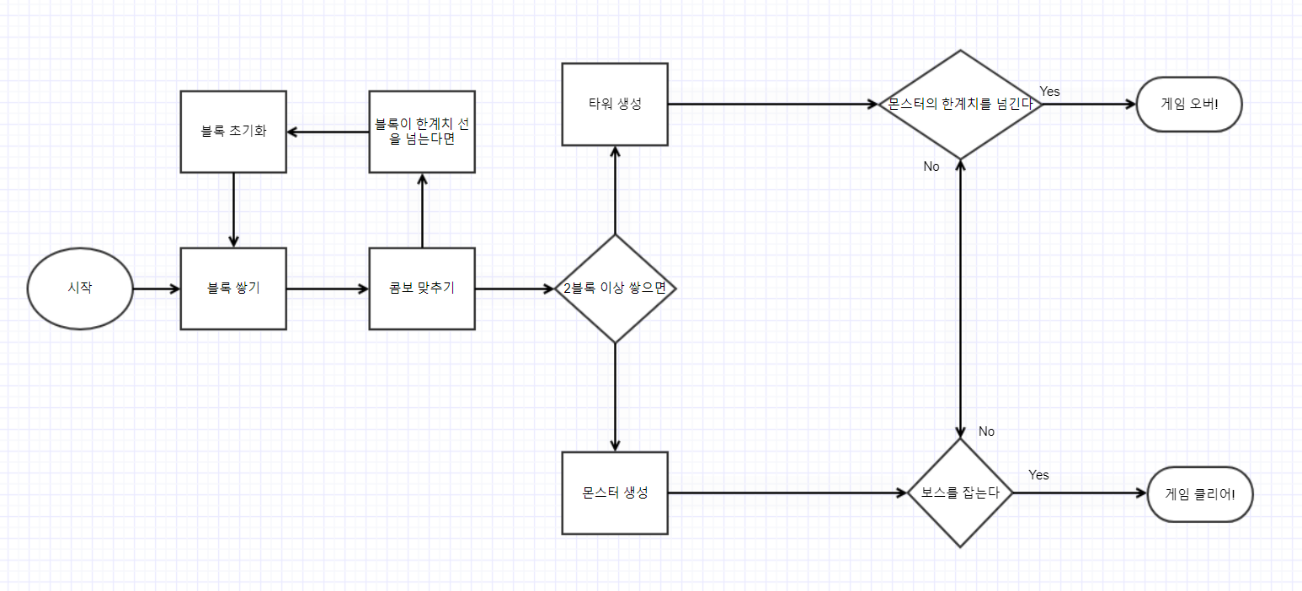 타워 생성
몬스터의 한계치를 넘긴다
Yes
게임 오버!
블록 초기화
블록이 한계치 선
을 넘는다면
No
시작
블록 쌓기
콤보 맞추기
2블록 이상 쌓으면
No
몬스터 생성
보스를 잡는다
Yes
게임 클리어!